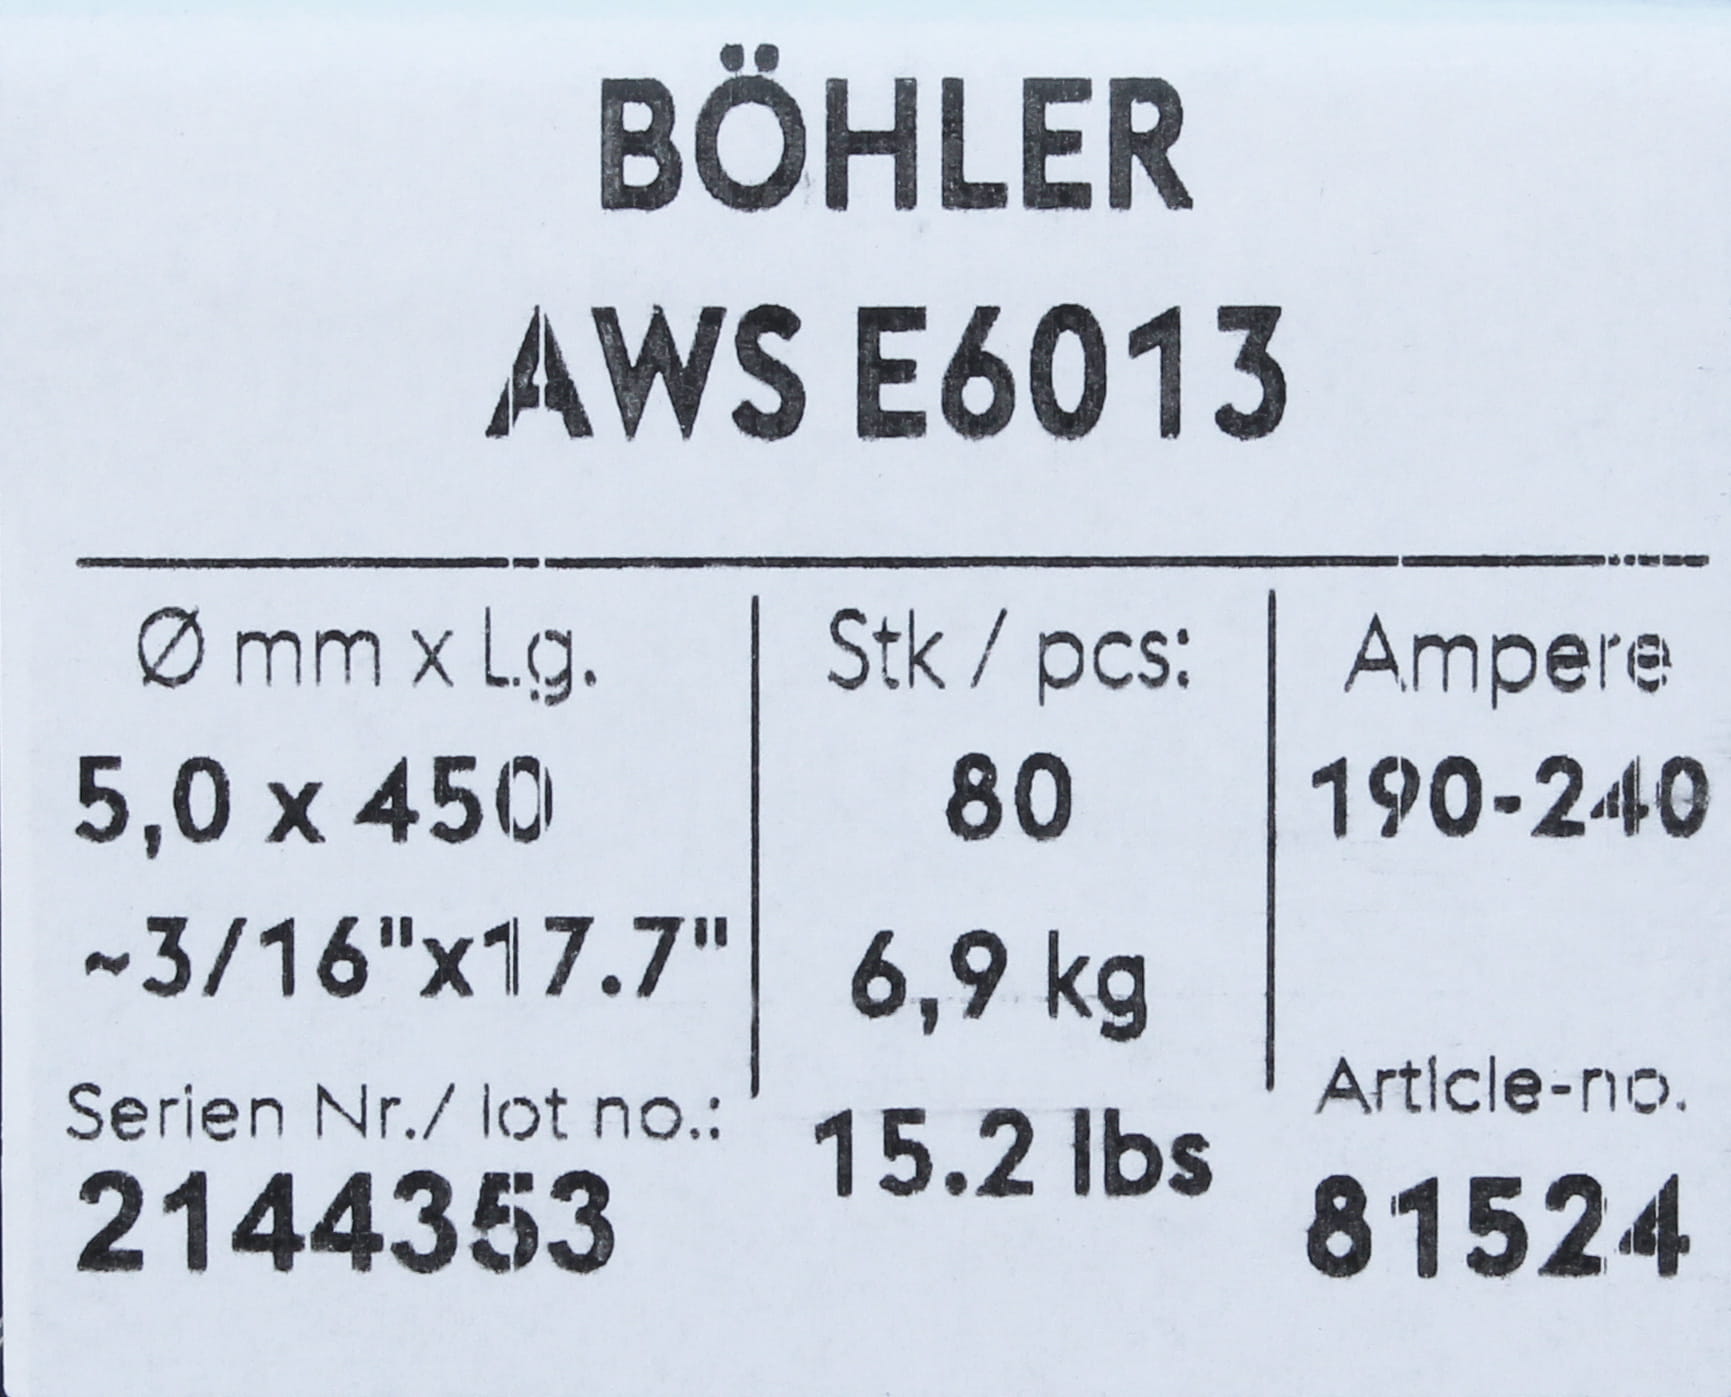 BÖHLER
AWS E6013
Ø mm x Lg.
5,0 x 450
~3/16"x17.7"
Serien Nr./ lot no.:
2144353
Stk / pcs:
80
6,9 kg
15.2 lbs
Ampere
190-240
Article-no.
81524